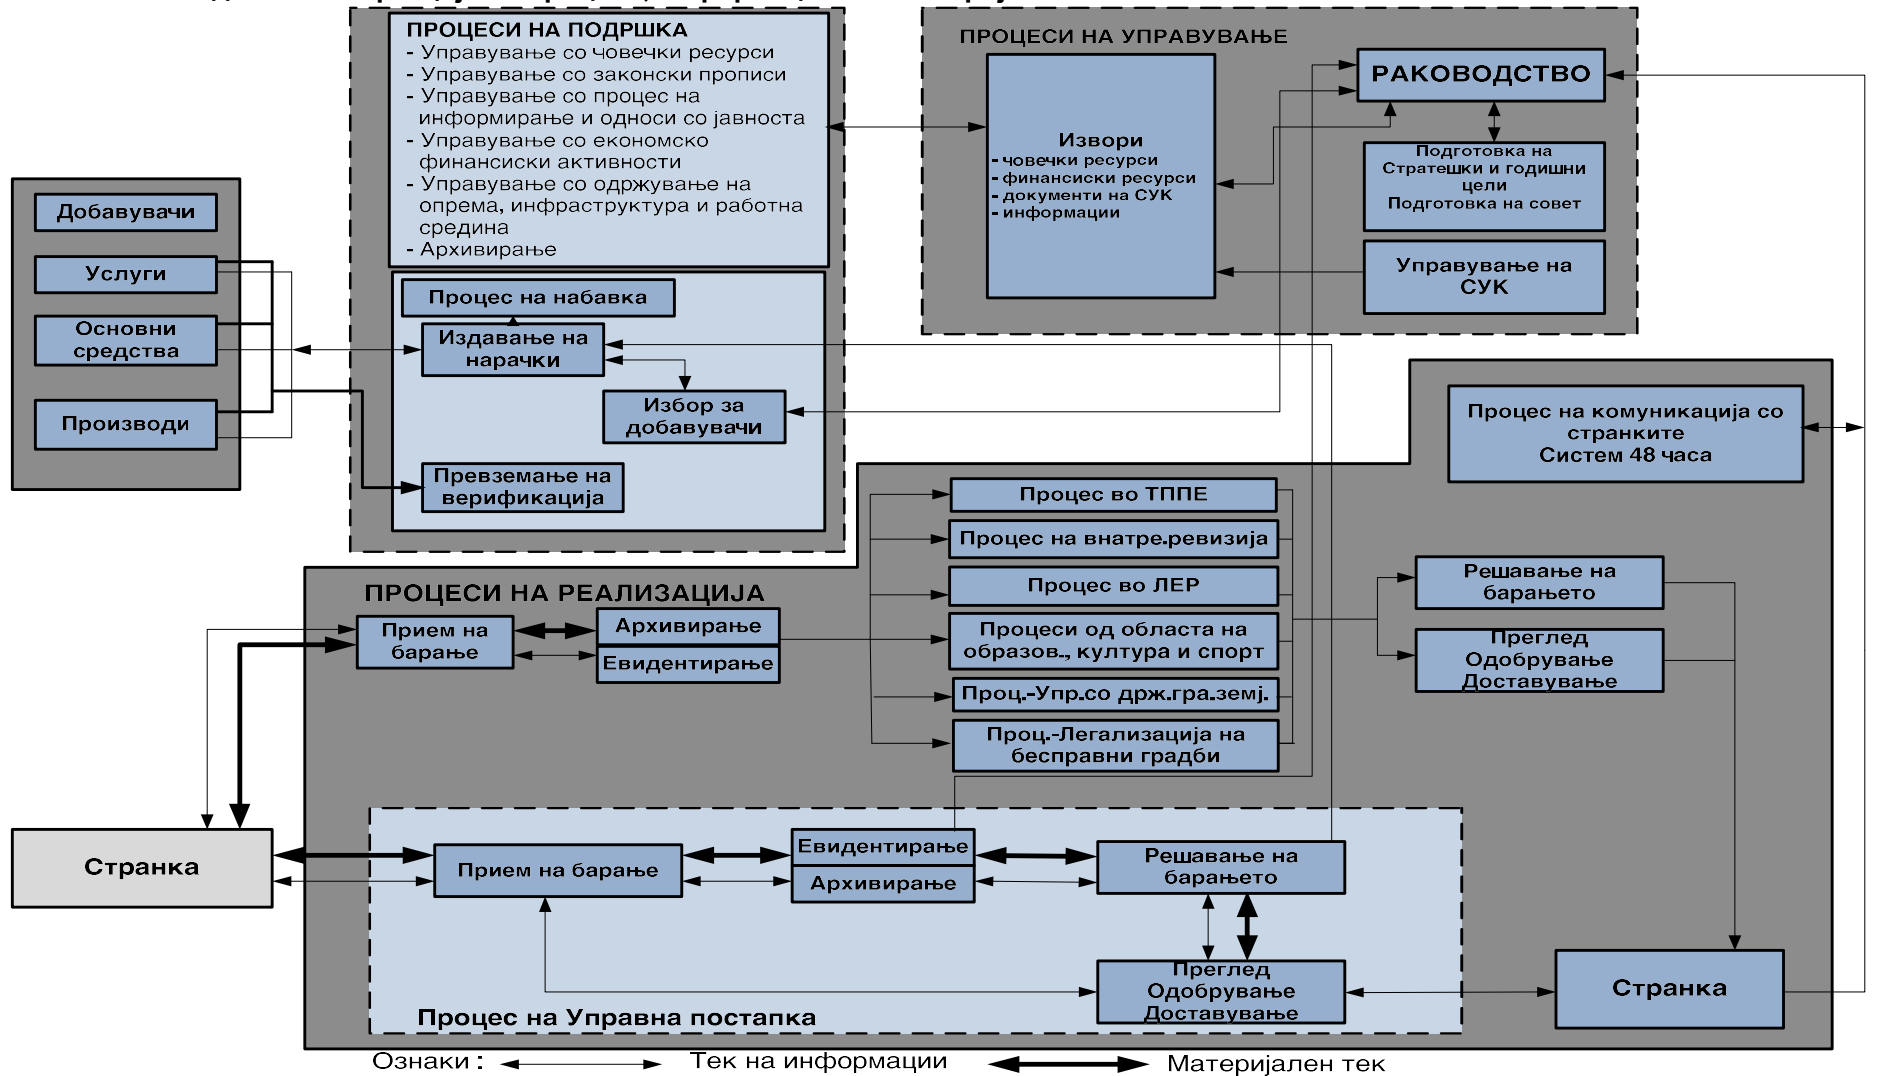 ПРОЦЕСИ НА ПОДРШКА
- Управување со човечки ресурси
- Управување со законски прописи
- Управување со процес на
информирање и односи со јавноста
- Управување со економско
финансиски активности
- Управување со одржување на
опрема, инфраструктура и работна
средина
- Архивирање
ПРОЦЕСИ НА УПРАВУВАЊЕ
РАКОВОДСТВО
Извори
- човечки ресурси
- финансиски ресурси
- документи на СУК
- информации
Подготовка на
Стратешки и годишни
цели
Подготовка на совет
Управување на
СУК
Добавувачи
Услуги
Основни
средства
Производи
Процес на набавка
Издавање на
нарачки
Избор за
добавувачи
Превземање на
верификација
Процес на комуникација со
странките
Систем 48 часа
ПРОЦЕСИ НА РЕАЛИЗАЦИЈА
Прием на
барање
Архивирање
Евидентирање
Процес во ТППЕ
Процес на внатре.ревизија
Процес во ЛЕР
Процеси од областа на
образов., култура и спорт
Проц.-Упр.со држ.гра.земј.
Проц.-Легализација на
бесправни градби
Решавање на
барањето
Преглед
Одобрување
Доставување
Странка
Прием на барање
Евидентирање
Архивирање
Решавање на
барањето
Преглед
Одобрување
Доставување
Странка
Процес на Управна постапка
Ознаки :
Тек на информации
Материјален тек